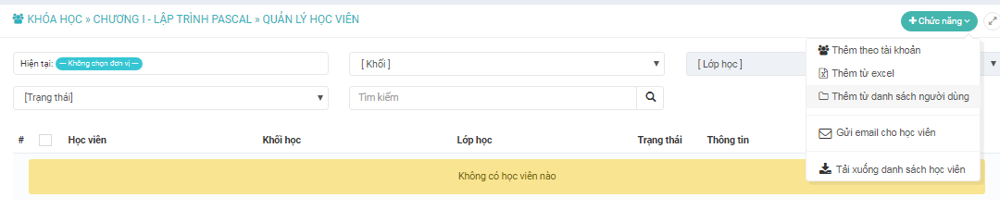 KHÓA HỌC » CHƯƠNG I - LẬP TRÌNH PASCAL » QUẢN LÝ HỌC VIÊN
Chức năng
Thêm theo tài khoản
Thêm từ excel
Thêm từ danh sách người dùng
Gửi email cho học viên
Tải xuống danh sách học viên
Hiện tại: — Không chọn đơn vị —
[ Khối ]
[ Lớp học ]
[Trạng thái]
Tìm kiếm
# Học viên Khối học Lớp học Trạng thái Thông tin
Không có học viên nào